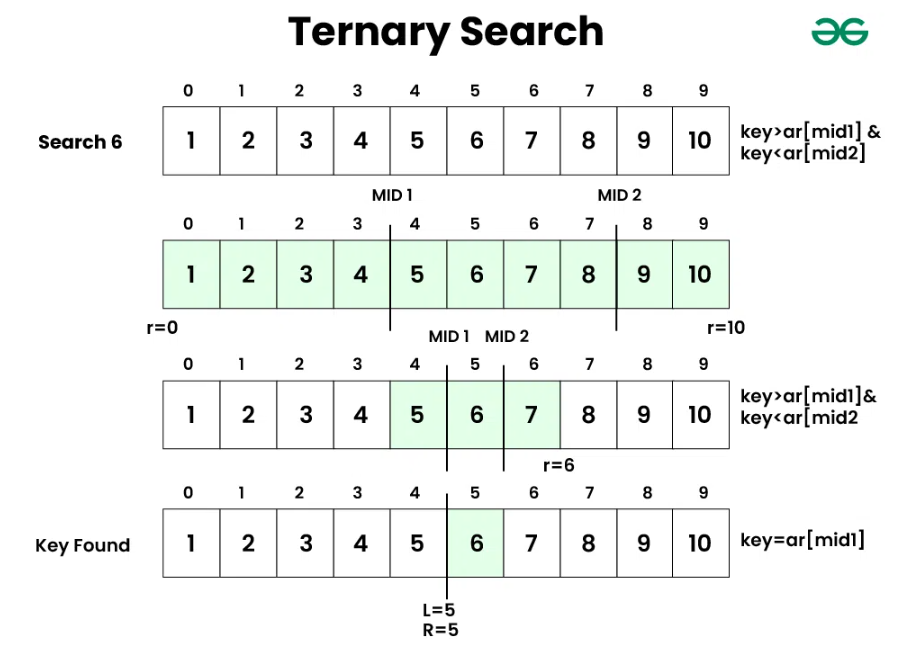 Ternary Search
0 1 2 3 4 5 6 7 8 9
Search 6
1 2 3 4 5 6 7 8 9 10
key>ar[mid1] &
key<ar[mid2]
MID 1 MID 2
0 1 2 3 4 5 6 7 8 9
1 2 3 4 5 6 7 8 9 10
r=0 r=10
MID 1 MID 2
0 1 2 3 4 5 6 7 8 9
1 2 3 4 5 6 7 8 9 10
key>ar[mid1]&
key<ar[mid2
r=6
0 1 2 3 4 5 6 7 8 9
Key Found
1 2 3 4 5 6 7 8 9 10
key=ar[mid1]
L=5
R=5